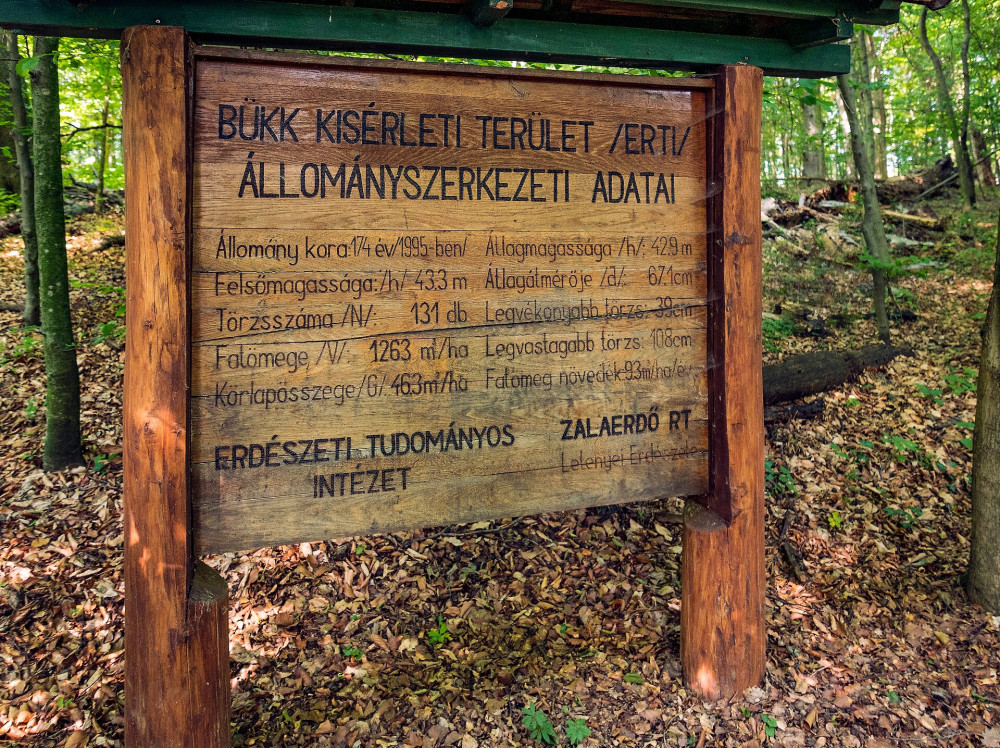 BÜKK KISÉRLETI TERÜLET /ERTI/
ÁLLOMÁNYSZERKEZETI ADATAI
Állomány kora:174 év/1995-ben/
Felsőmagassága:/h/ 43.3 m
Törzsszáma /N/: 131 db
Fatömege /V/: 1263 m³/ha
Körlapösszege/G/: 46.3m²/ha
Átlagmagassága /h/: 42.9 m
Átlagátmérője /d/: 67.1cm
Legvékonyabb törzs: 39cm
Legvastagabb törzs: 108cm
Fatömeg növedék:9.3m³/ha/év
ERDÉSZETI TUDOMÁNYOS
INTÉZET
ZALAERDŐ RT
Letenyei Erdészete